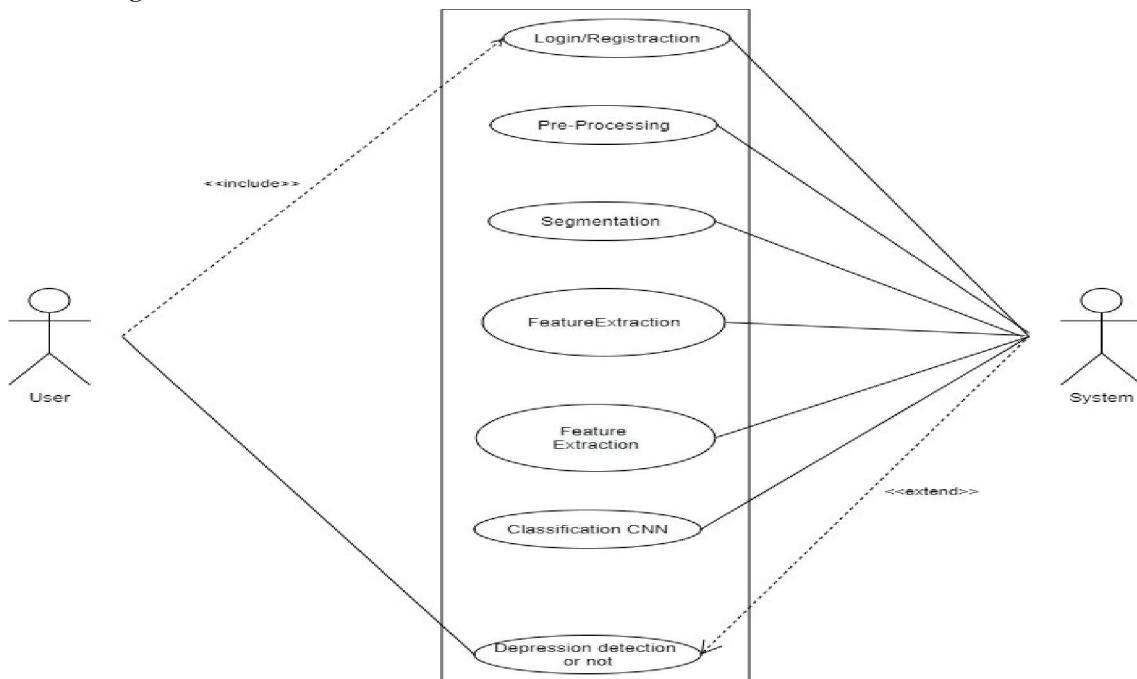 Login/Registraction
Pre-Processing
<<include>>
Segmentation
FeatureExtraction
User
System
Feature
Extraction
<<extend>>
Classification CNN
Depression detection
or not